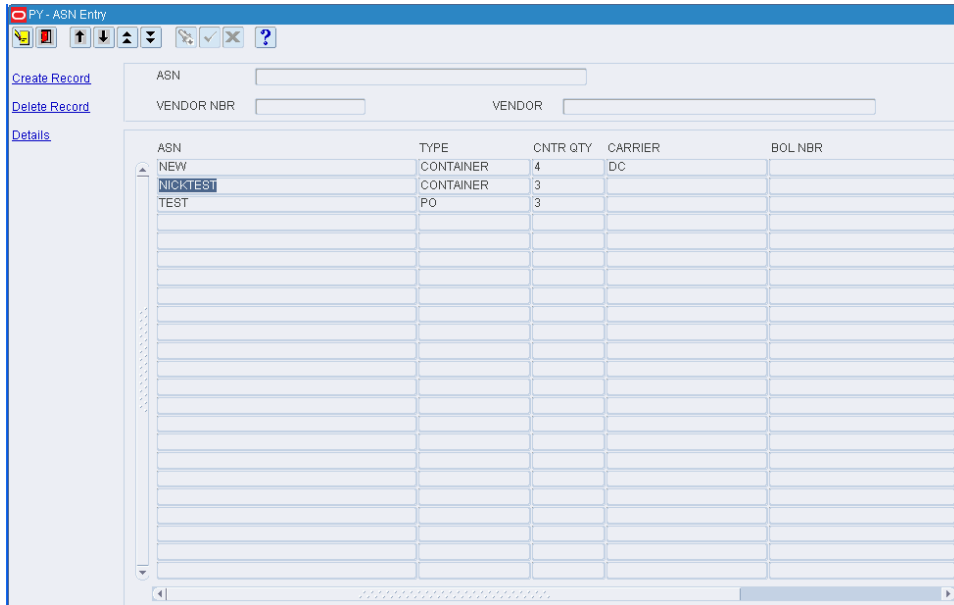 PY - ASN Entry
?
Create Record
Delete Record
Details
ASN
VENDOR NBR VENDOR
ASN TYPE CNTR QTY CARRIER BOL NBR
NEW CONTAINER 4 DC
NICKTEST CONTAINER 3
TEST PO 3